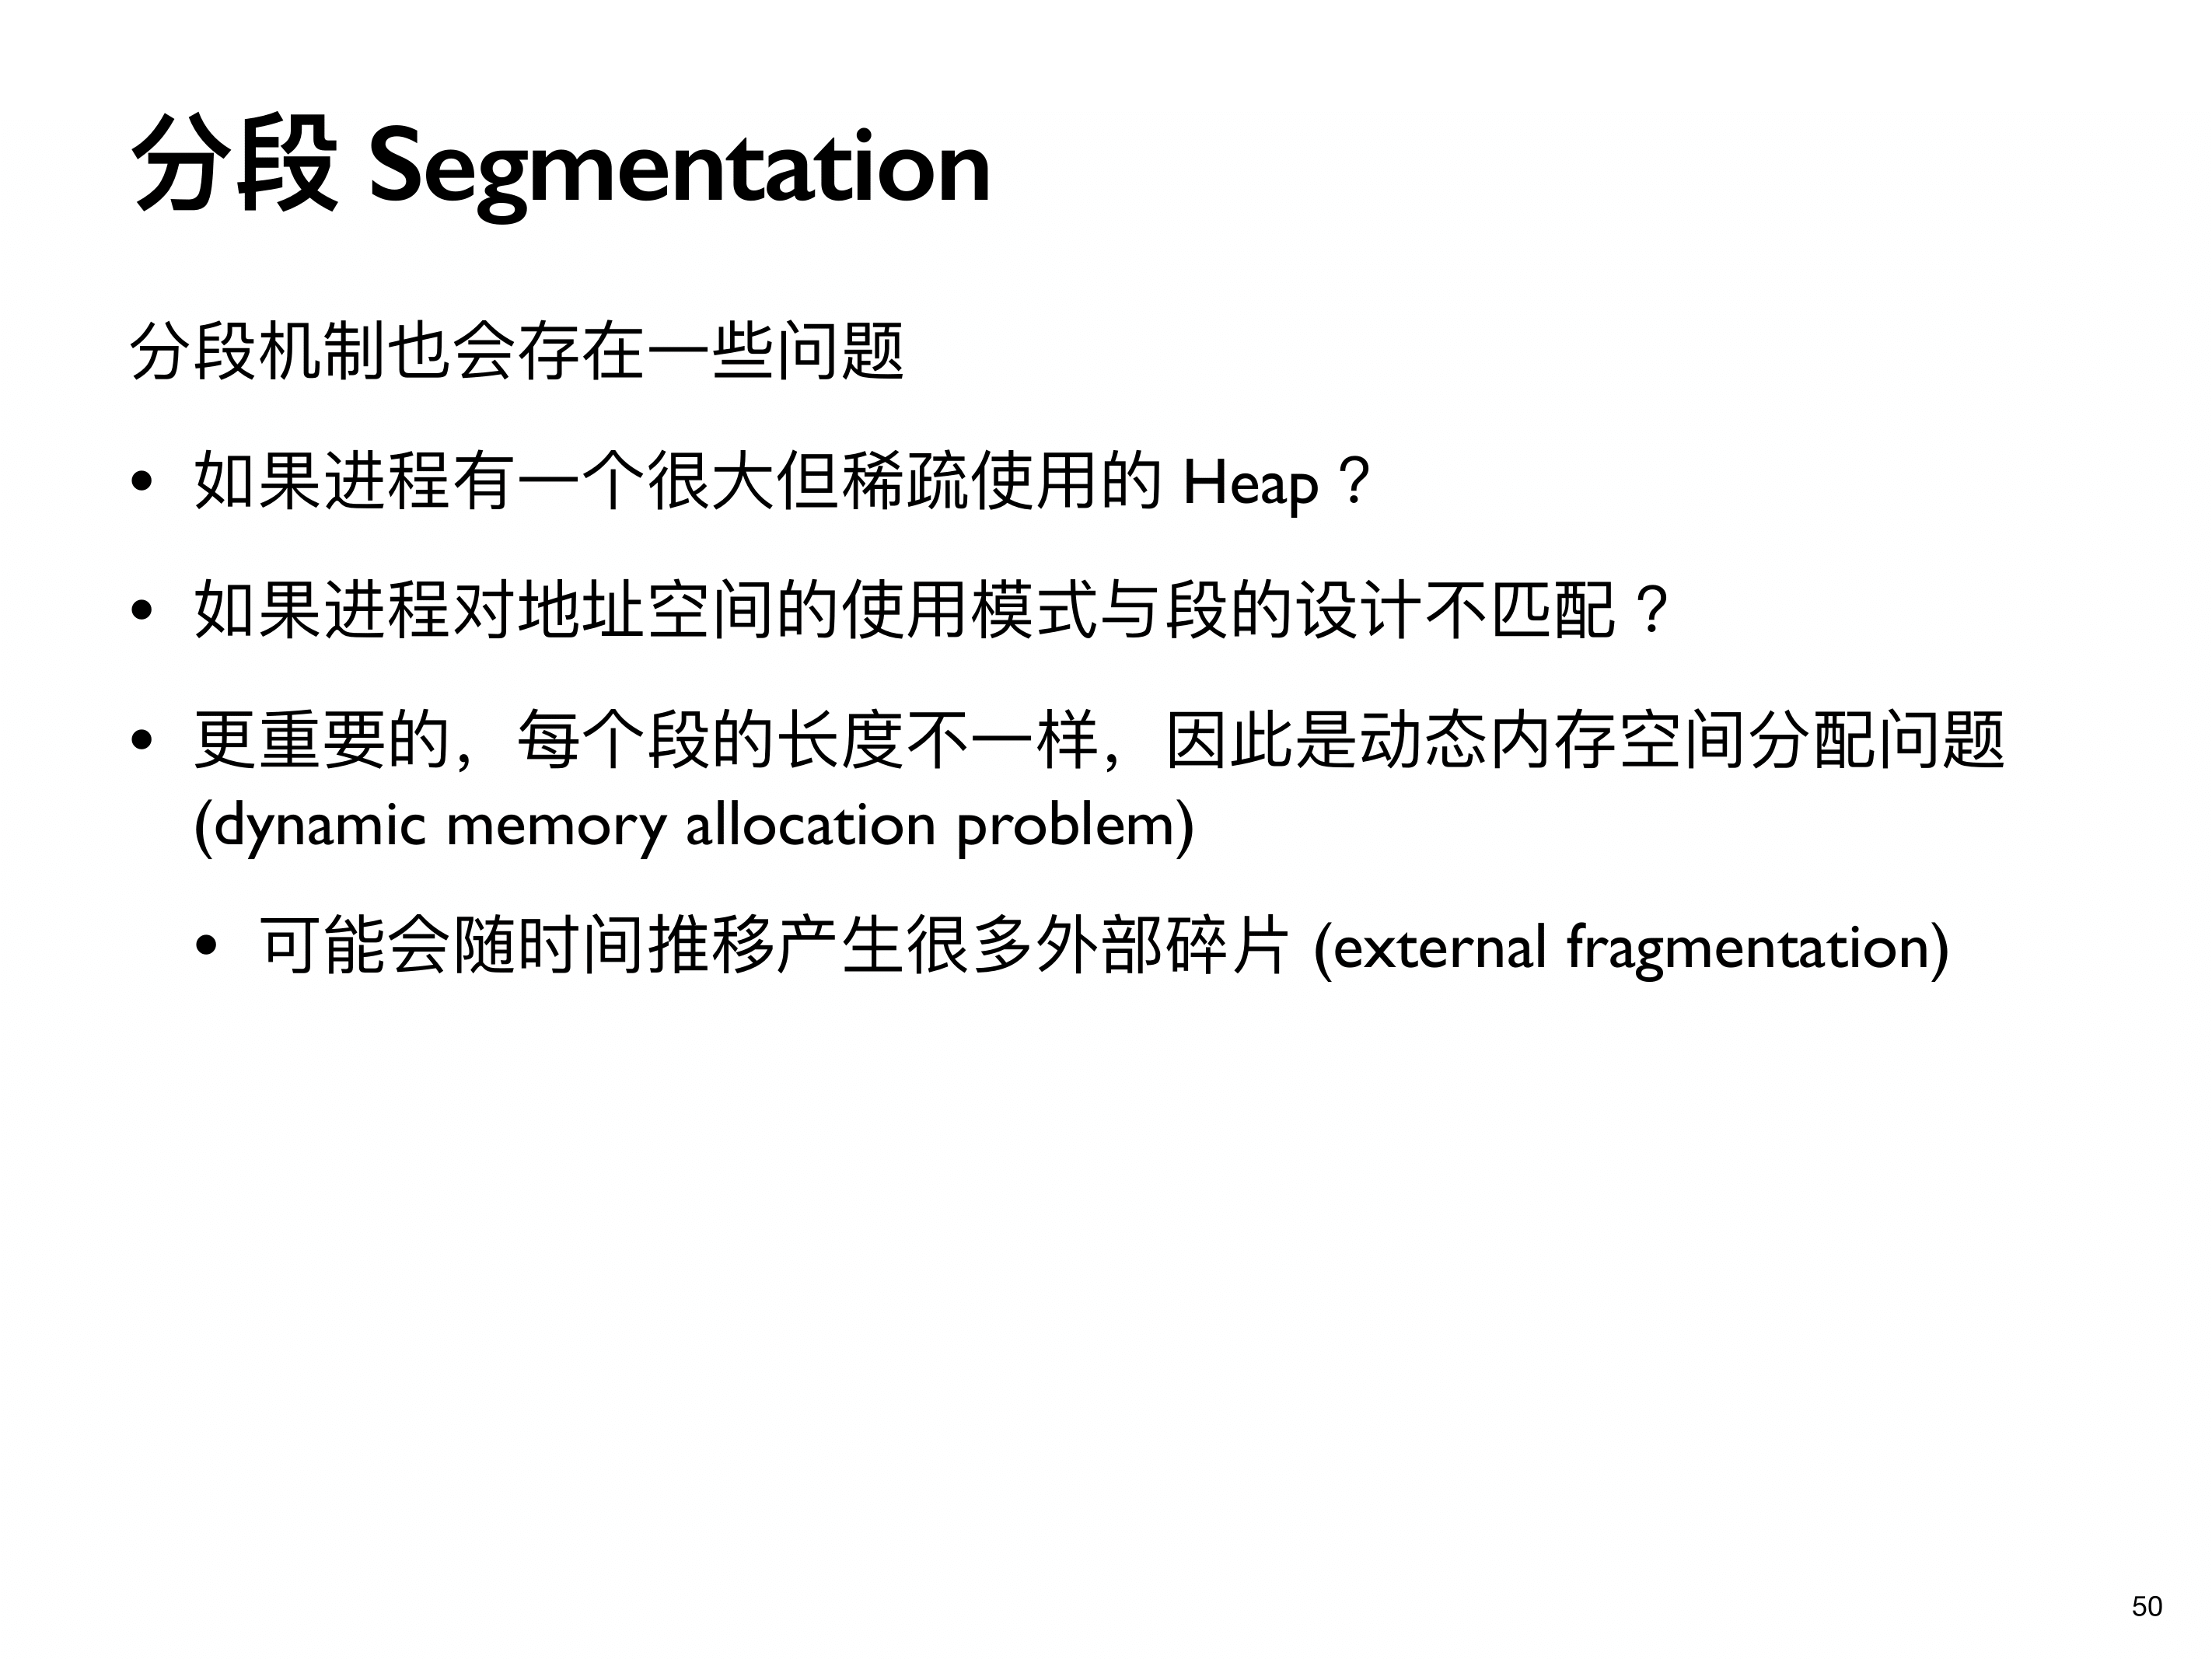 分段 Segmentation
分段机制也会存在一些问题
• 如果进程有一个很大但稀疏使用的 Heap？
• 如果进程对地址空间的使用模式与段的设计不匹配？
• 更重要的，每个段的长度不一样，因此是动态内存空间分配问题
(dynamic memory allocation problem)
• 可能会随时间推移产生很多外部碎片 (external fragmentation)
50